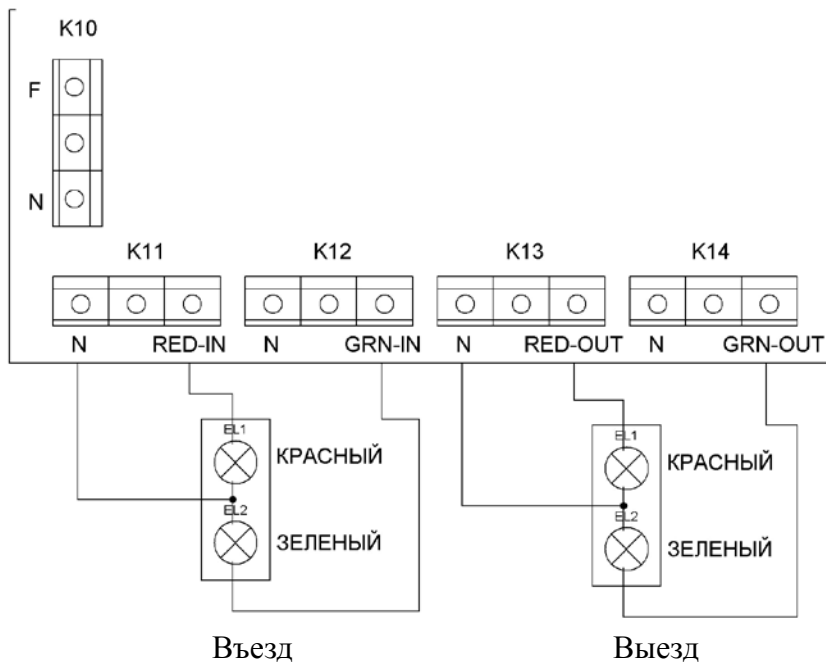 K10
F
N
K11 K12 K13 K14
N RED-IN N GRN-IN N RED-OUT N GRN-OUT
EL1 EL1
КРАСНЫЙ КРАСНЫЙ
EL2 EL2
ЗЕЛЕНЫЙ ЗЕЛЕНЫЙ
Въезд Выезд